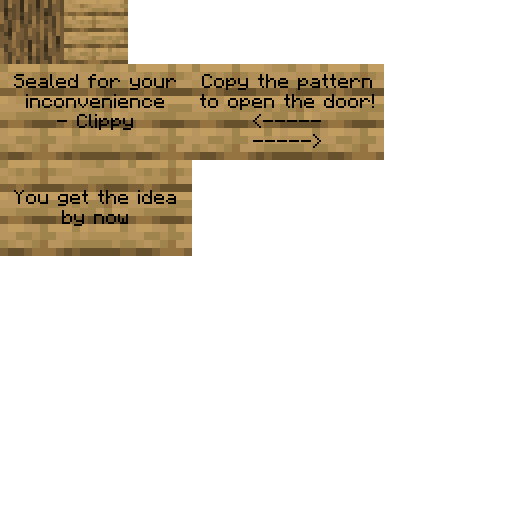 Sealed for your
inconvenience
- Clippy
Copy the pattern
to open the door!
<-----
----->
You get the idea
by now